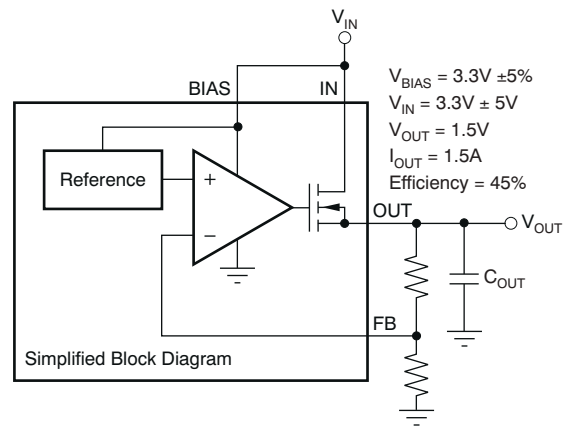 V_IN
BIAS
IN
V_BIAS = 3.3V ±5%
V_IN = 3.3V ± 5V
V_OUT = 1.5V
I_OUT = 1.5A
Efficiency = 45%
Reference
+
−
OUT
V_OUT
C_OUT
FB
Simplified Block Diagram